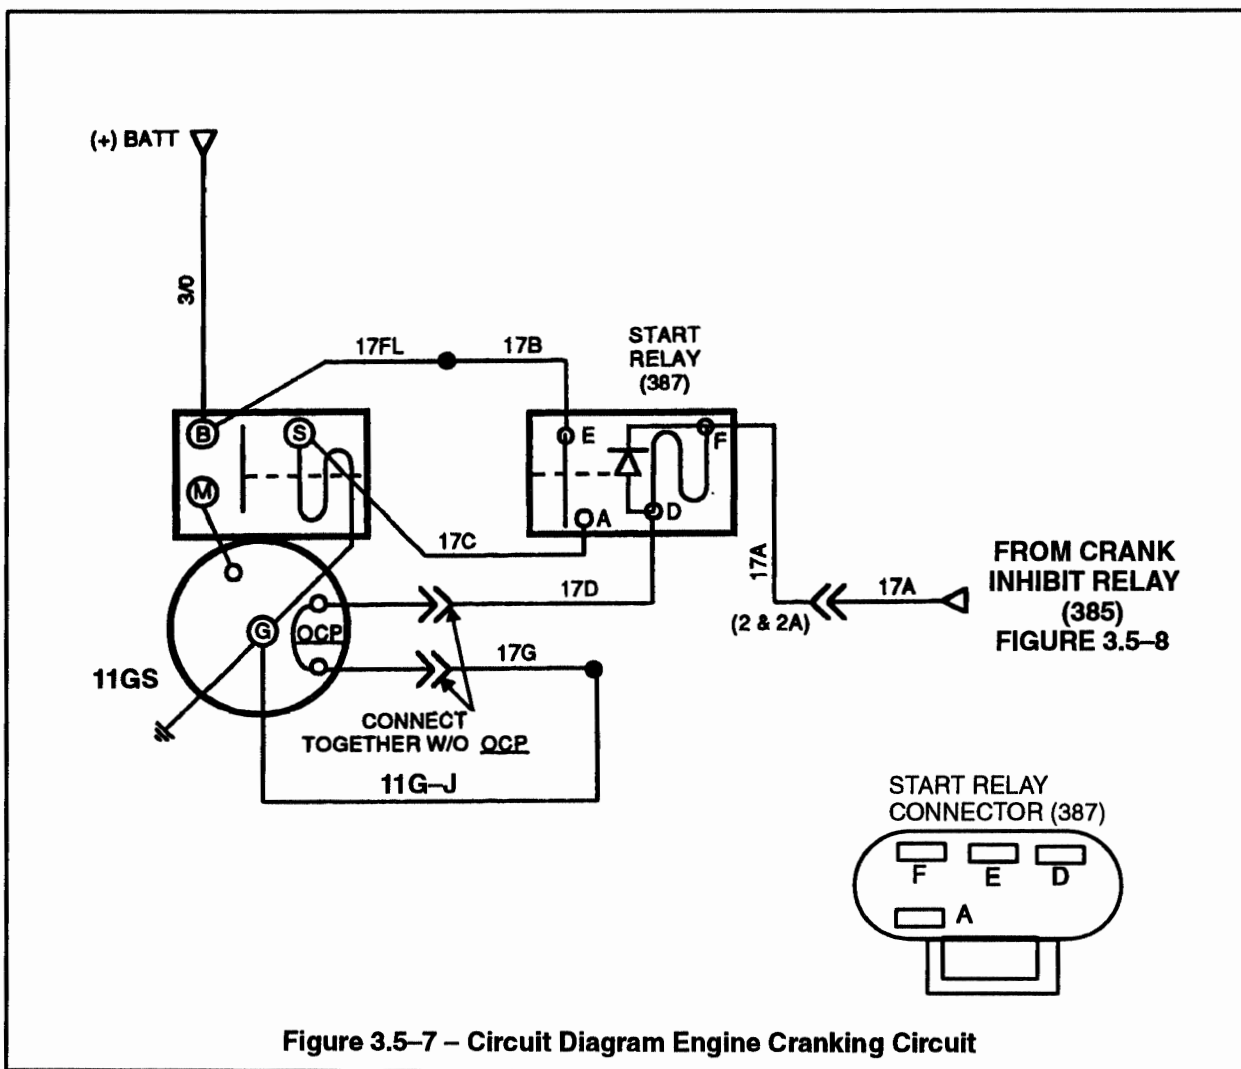 (+) BATT
3/0
17FL
17B
START
RELAY
(387)
B
S
M
E
F
A
D
17C
17A
17D
(2 & 2A)
17A
FROM CRANK
INHIBIT RELAY
(385)
FIGURE 3.5–8
G
OCP
17G
11GS
CONNECT
TOGETHER W/O OCP
11G–J
START RELAY
CONNECTOR (387)
F
E
D
A
Figure 3.5–7 – Circuit Diagram Engine Cranking Circuit